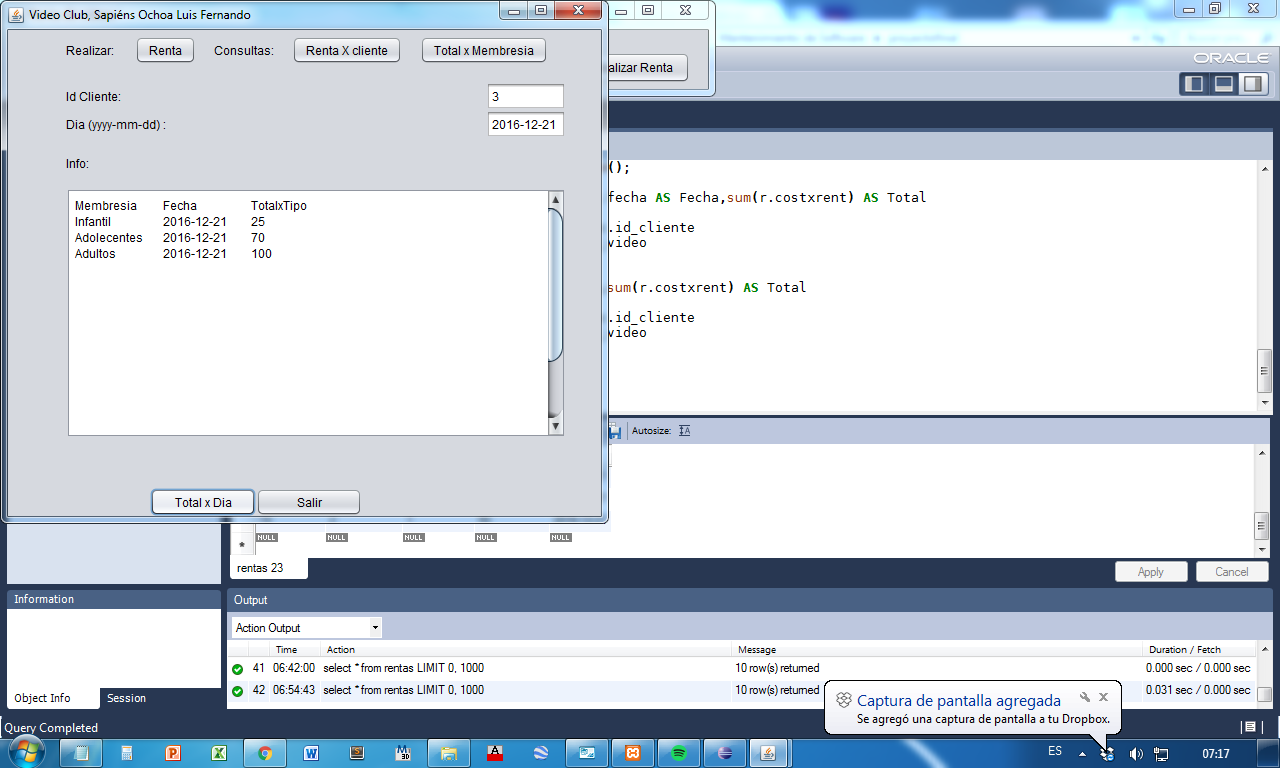 Video Club, Sapiéns Ochoa Luis Fernando
Realizar: Renta Consultas: Renta X cliente Total x Membresia
Id Cliente: 3
Dia (yyyy-mm-dd) : 2016-12-21
Info:
Membresia Fecha TotalxTipo
Infantil 2016-12-21 25
Adolecentes 2016-12-21 70
Adultos 2016-12-21 100
Total x Dia Salir
alizar Renta
ORACLE
();
fecha AS Fecha,sum(r.costxrent) AS Total
.id_cliente
video
sum(r.costxrent) AS Total
.id_cliente
video
Autosize:
NULL NULL NULL NULL NULL
rentas 23
Apply Cancel
Information
Object Info Session
Output
Action Output
Time Action Message Duration / Fetch
41 06:42:00 select * from rentas LIMIT 0, 1000 10 row(s) returned 0.000 sec / 0.000 sec
42 06:54:43 select * from rentas LIMIT 0, 1000 10 row(s) returned 0.031 sec / 0.000 sec
Captura de pantalla agregada
Se agregó una captura de pantalla a tu Dropbox.
Query Completed
ES 07:17